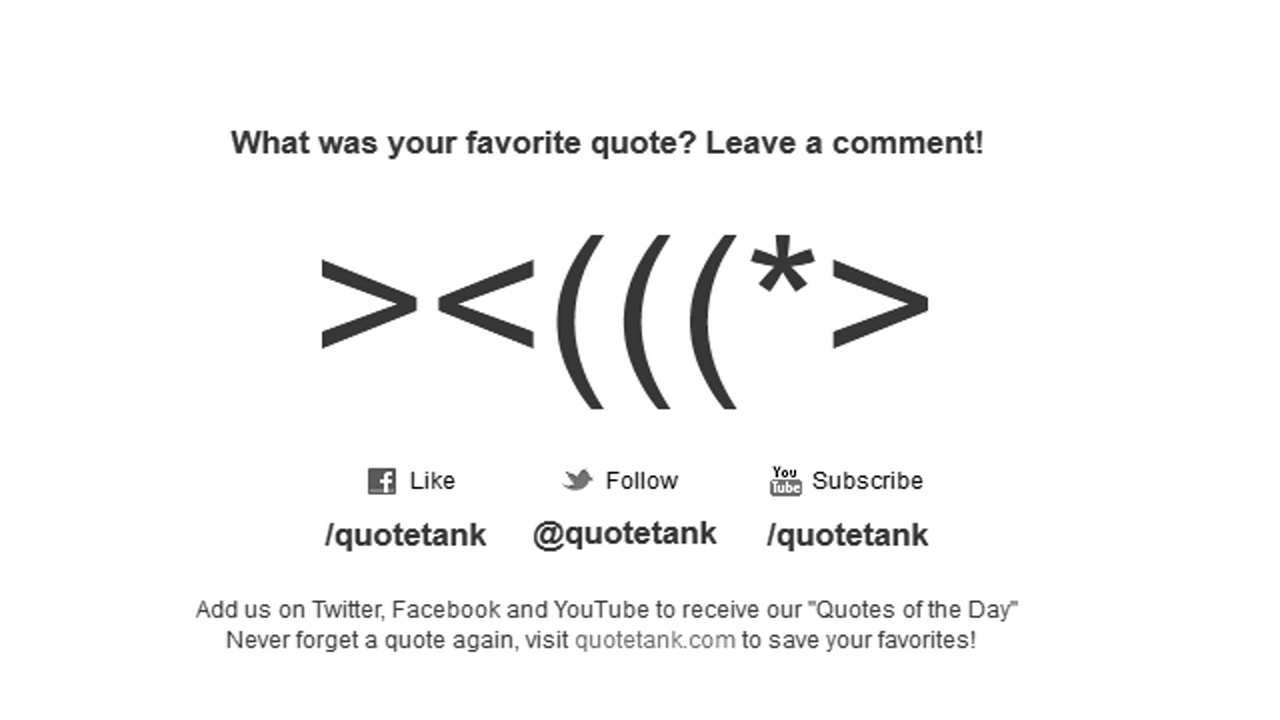 What was your favorite quote? Leave a comment!
><(((*>
f Like Follow You Tube Subscribe
/quotetank @quotetank /quotetank
Add us on Twitter, Facebook and YouTube to receive our "Quotes of the Day"
Never forget a quote again, visit quotetank.com to save your favorites!